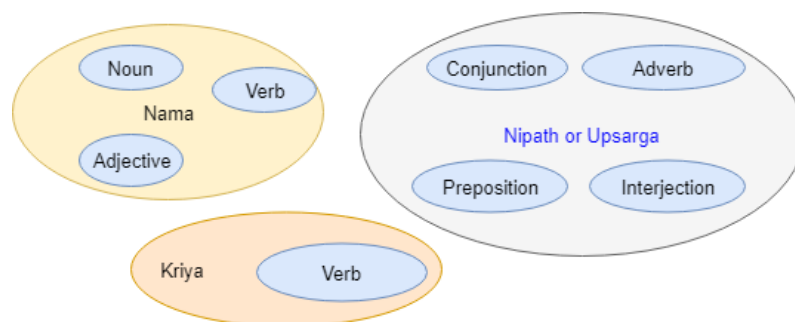 Noun
Verb
Nama
Adjective
Conjunction
Adverb
Nipath or Upsarga
Preposition
Interjection
Kriya
Verb